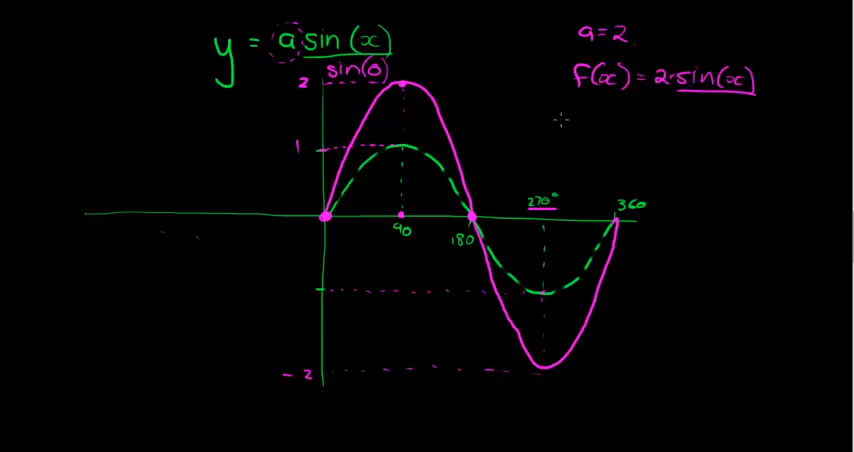 y = a sin(x)
a=2
f(x) = 2·sin(x)
sin(0)
2
1
270°
360
90
180
-2